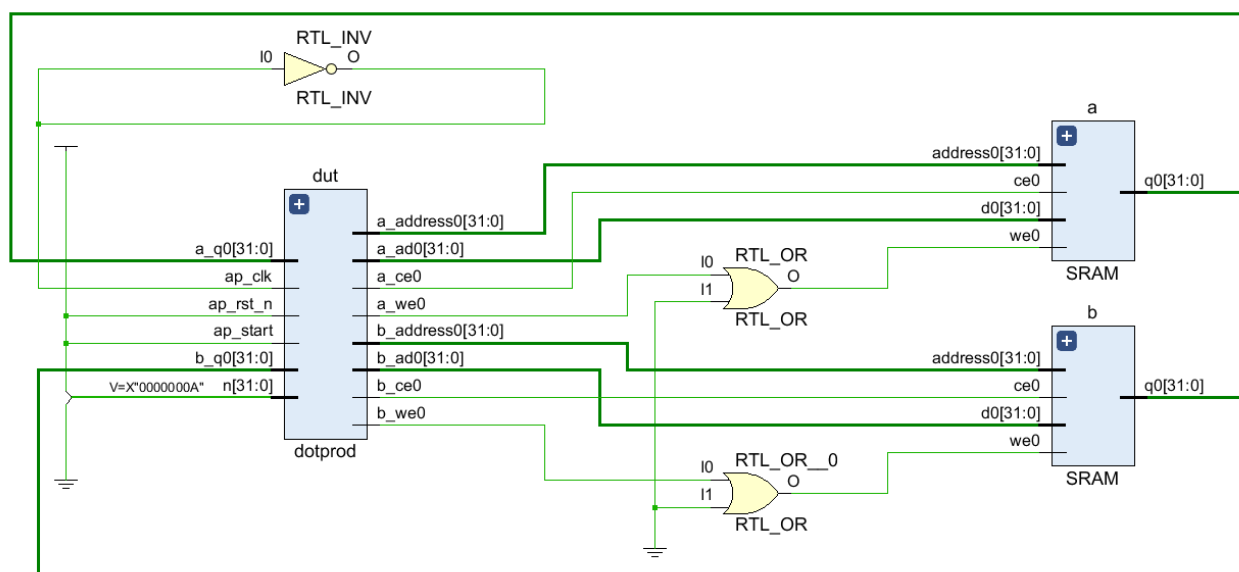 RTL_INV
I0
O
RTL_INV
dut
a_q0[31:0]
ap_clk
ap_rst_n
ap_start
b_q0[31:0]
V=X"0000000A"
n[31:0]
a_address0[31:0]
a_ad0[31:0]
a_ce0
a_we0
b_address0[31:0]
b_ad0[31:0]
b_ce0
b_we0
dotprod
RTL_OR
I0
O
I1
RTL_OR
RTL_OR__0
I0
O
I1
RTL_OR
a
address0[31:0]
ce0
d0[31:0]
we0
q0[31:0]
SRAM
b
address0[31:0]
ce0
d0[31:0]
we0
q0[31:0]
SRAM